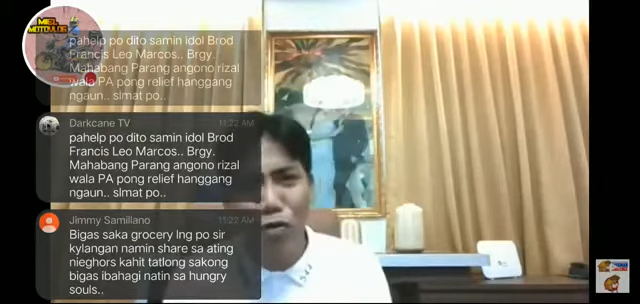 MIEL
MOTOVLOG
pahelp po dito samin idol Brod
Francis Leo Marcos.. Brgy.
Mahabang Parang angono rizal
wala PA pong relief hanggang
ngaun.. slmat po..
Darkcane TV 11:22 AM
pahelp po dito samin idol Brod
Francis Leo Marcos.. Brgy.
Mahabang Parang angono rizal
wala PA pong relief hanggang
ngaun.. slmat po..
Jimmy Samillano 11:22 AM
Bigas saka grocery lng po sir
kylangan namin share sa ating
nieghors kahit tatlong sakong
bigas ibahagi natin sa hungry
souls..